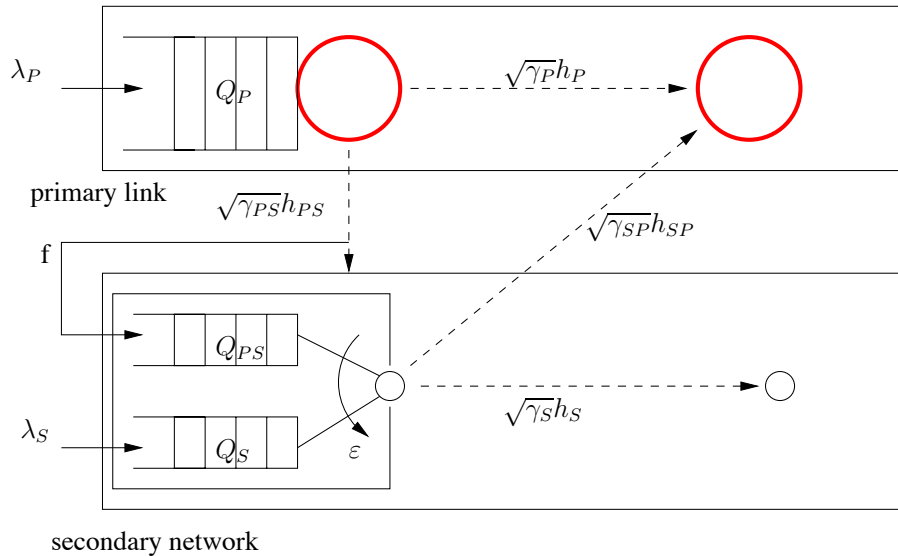 λ_P
Q_P
√γ_P h_P
primary link
√γ_PS h_PS
√γ_SP h_SP
f
Q_PS
λ_S
Q_S
ε
√γ_S h_S
secondary network